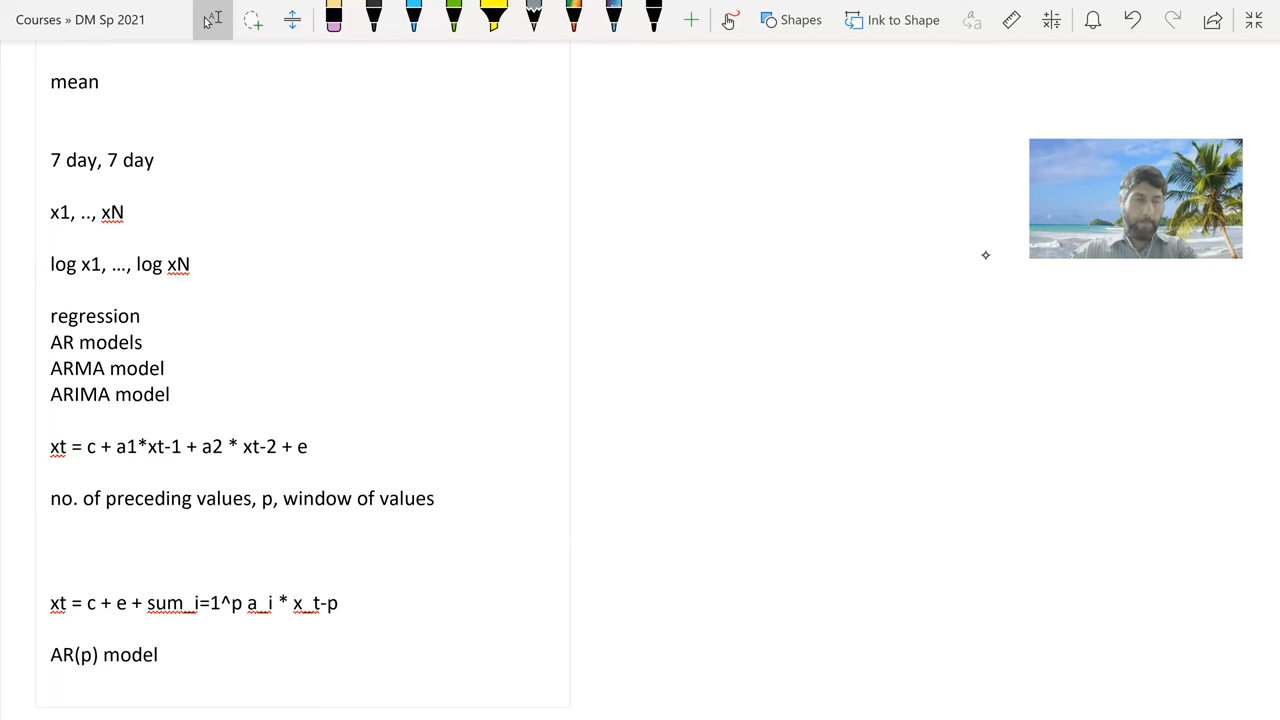 Courses » DM Sp 2021
Shapes
Ink to Shape
mean
7 day, 7 day
x1, .., xN
log x1, ..., log xN
regression
AR models
ARMA model
ARIMA model
xt = c + a1*xt-1 + a2 * xt-2 + e
no. of preceding values, p, window of values
xt = c + e + sum_i=1^p a_i * x_t-p
AR(p) model